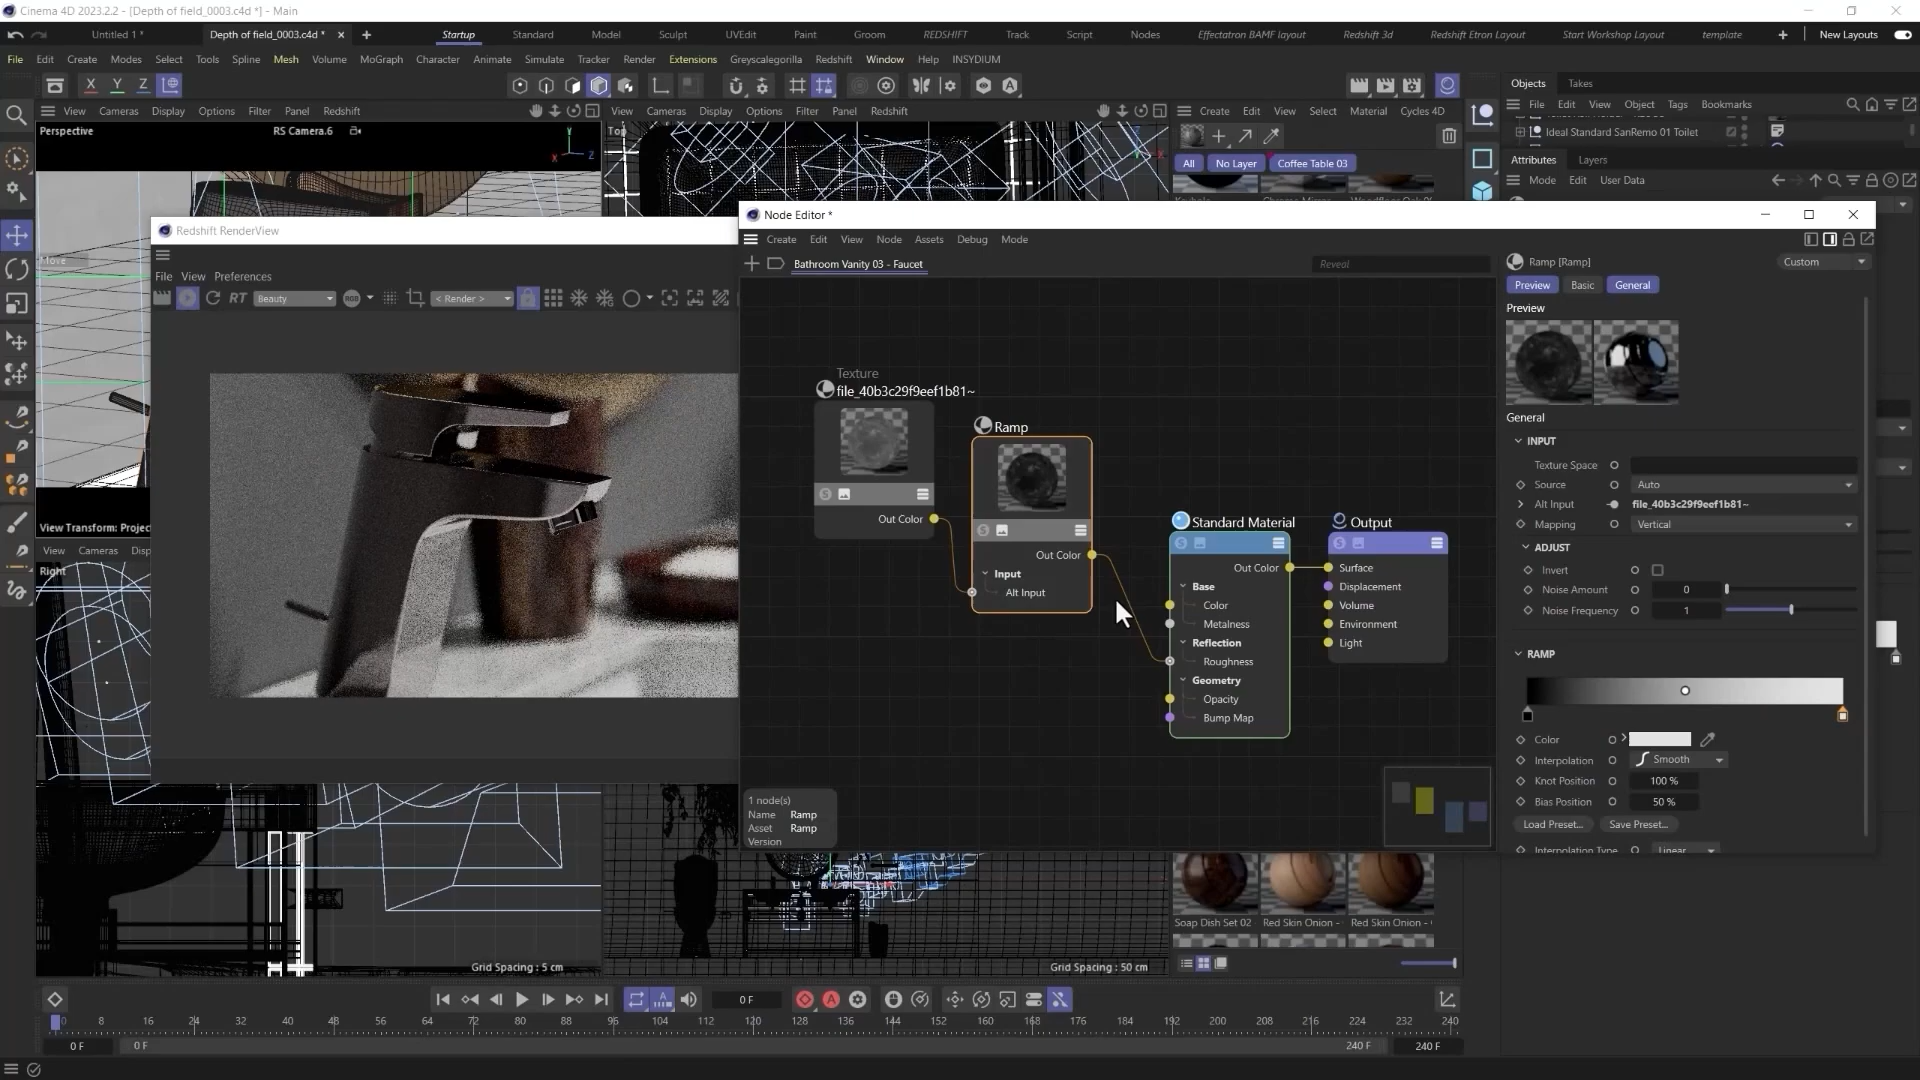 Cinema 4D 2023.2.2 - [Depth of field_0003.c4d *] - Main
Untitled 1 *
Depth of field_0003.c4d *
Startup
Standard
Model
Sculpt
UVEdit
Paint
Groom
REDSHIFT
Track
Script
Nodes
Effectatron BAMF layout
Redshift 3d
Redshift Etron Layout
Start Workshop Layout
template
New Layouts
File Edit Create Modes Select Tools Spline Mesh Volume MoGraph Character Animate Simulate Tracker Render Extensions Greyscalegorilla Redshift Window Help INSYDIUM
X Y Z
Objects Takes
View Cameras Display Options Filter Panel Redshift
View Cameras Display Options Filter Panel Redshift
Create Edit View Select Material Cycles 4D
File Edit View Object Tags Bookmarks
Perspective
RS Camera.6
Top
Ideal Standard SanRemo 01 Toilet
All No Layer Coffee Table 03
Attributes Layers
Mode Edit User Data
Redshift RenderView
File View Preferences
RT Beauty
< Render >
Move
View Transform: Project
View Cameras Disp
Right
Node Editor *
Create Edit View Node Assets Debug Mode
Bathroom Vanity 03 - Faucet
Reveal
Texture
file_40b3c29f9eef1b81~
Out Color
Ramp
Out Color
Input
Alt Input
Standard Material
Out Color
Base
Color
Metalness
Reflection
Roughness
Geometry
Opacity
Bump Map
Output
Surface
Displacement
Volume
Environment
Light
1 node(s)
Name Ramp
Asset Ramp
Version
Ramp [Ramp]
Custom
Preview Basic General
Preview
General
INPUT
Texture Space
Source Auto
Alt Input file_40b3c29f9eef1b81~
Mapping Vertical
ADJUST
Invert
Noise Amount 0
Noise Frequency 1
RAMP
Color
Interpolation Smooth
Knot Position 100 %
Bias Position 50 %
Load Preset... Save Preset...
Interpolation Type Linear
Soap Dish Set 02
Red Skin Onion -
Red Skin Onion -
Grid Spacing : 5 cm
Grid Spacing : 50 cm
0 F
0 8 16 24 32 40 48 56 64 72 80 88 96 104 112 120 128 136 144 152 160 168 176 184 192 200 208 216 224 232 240
0 F
0 F
240 F
240 F